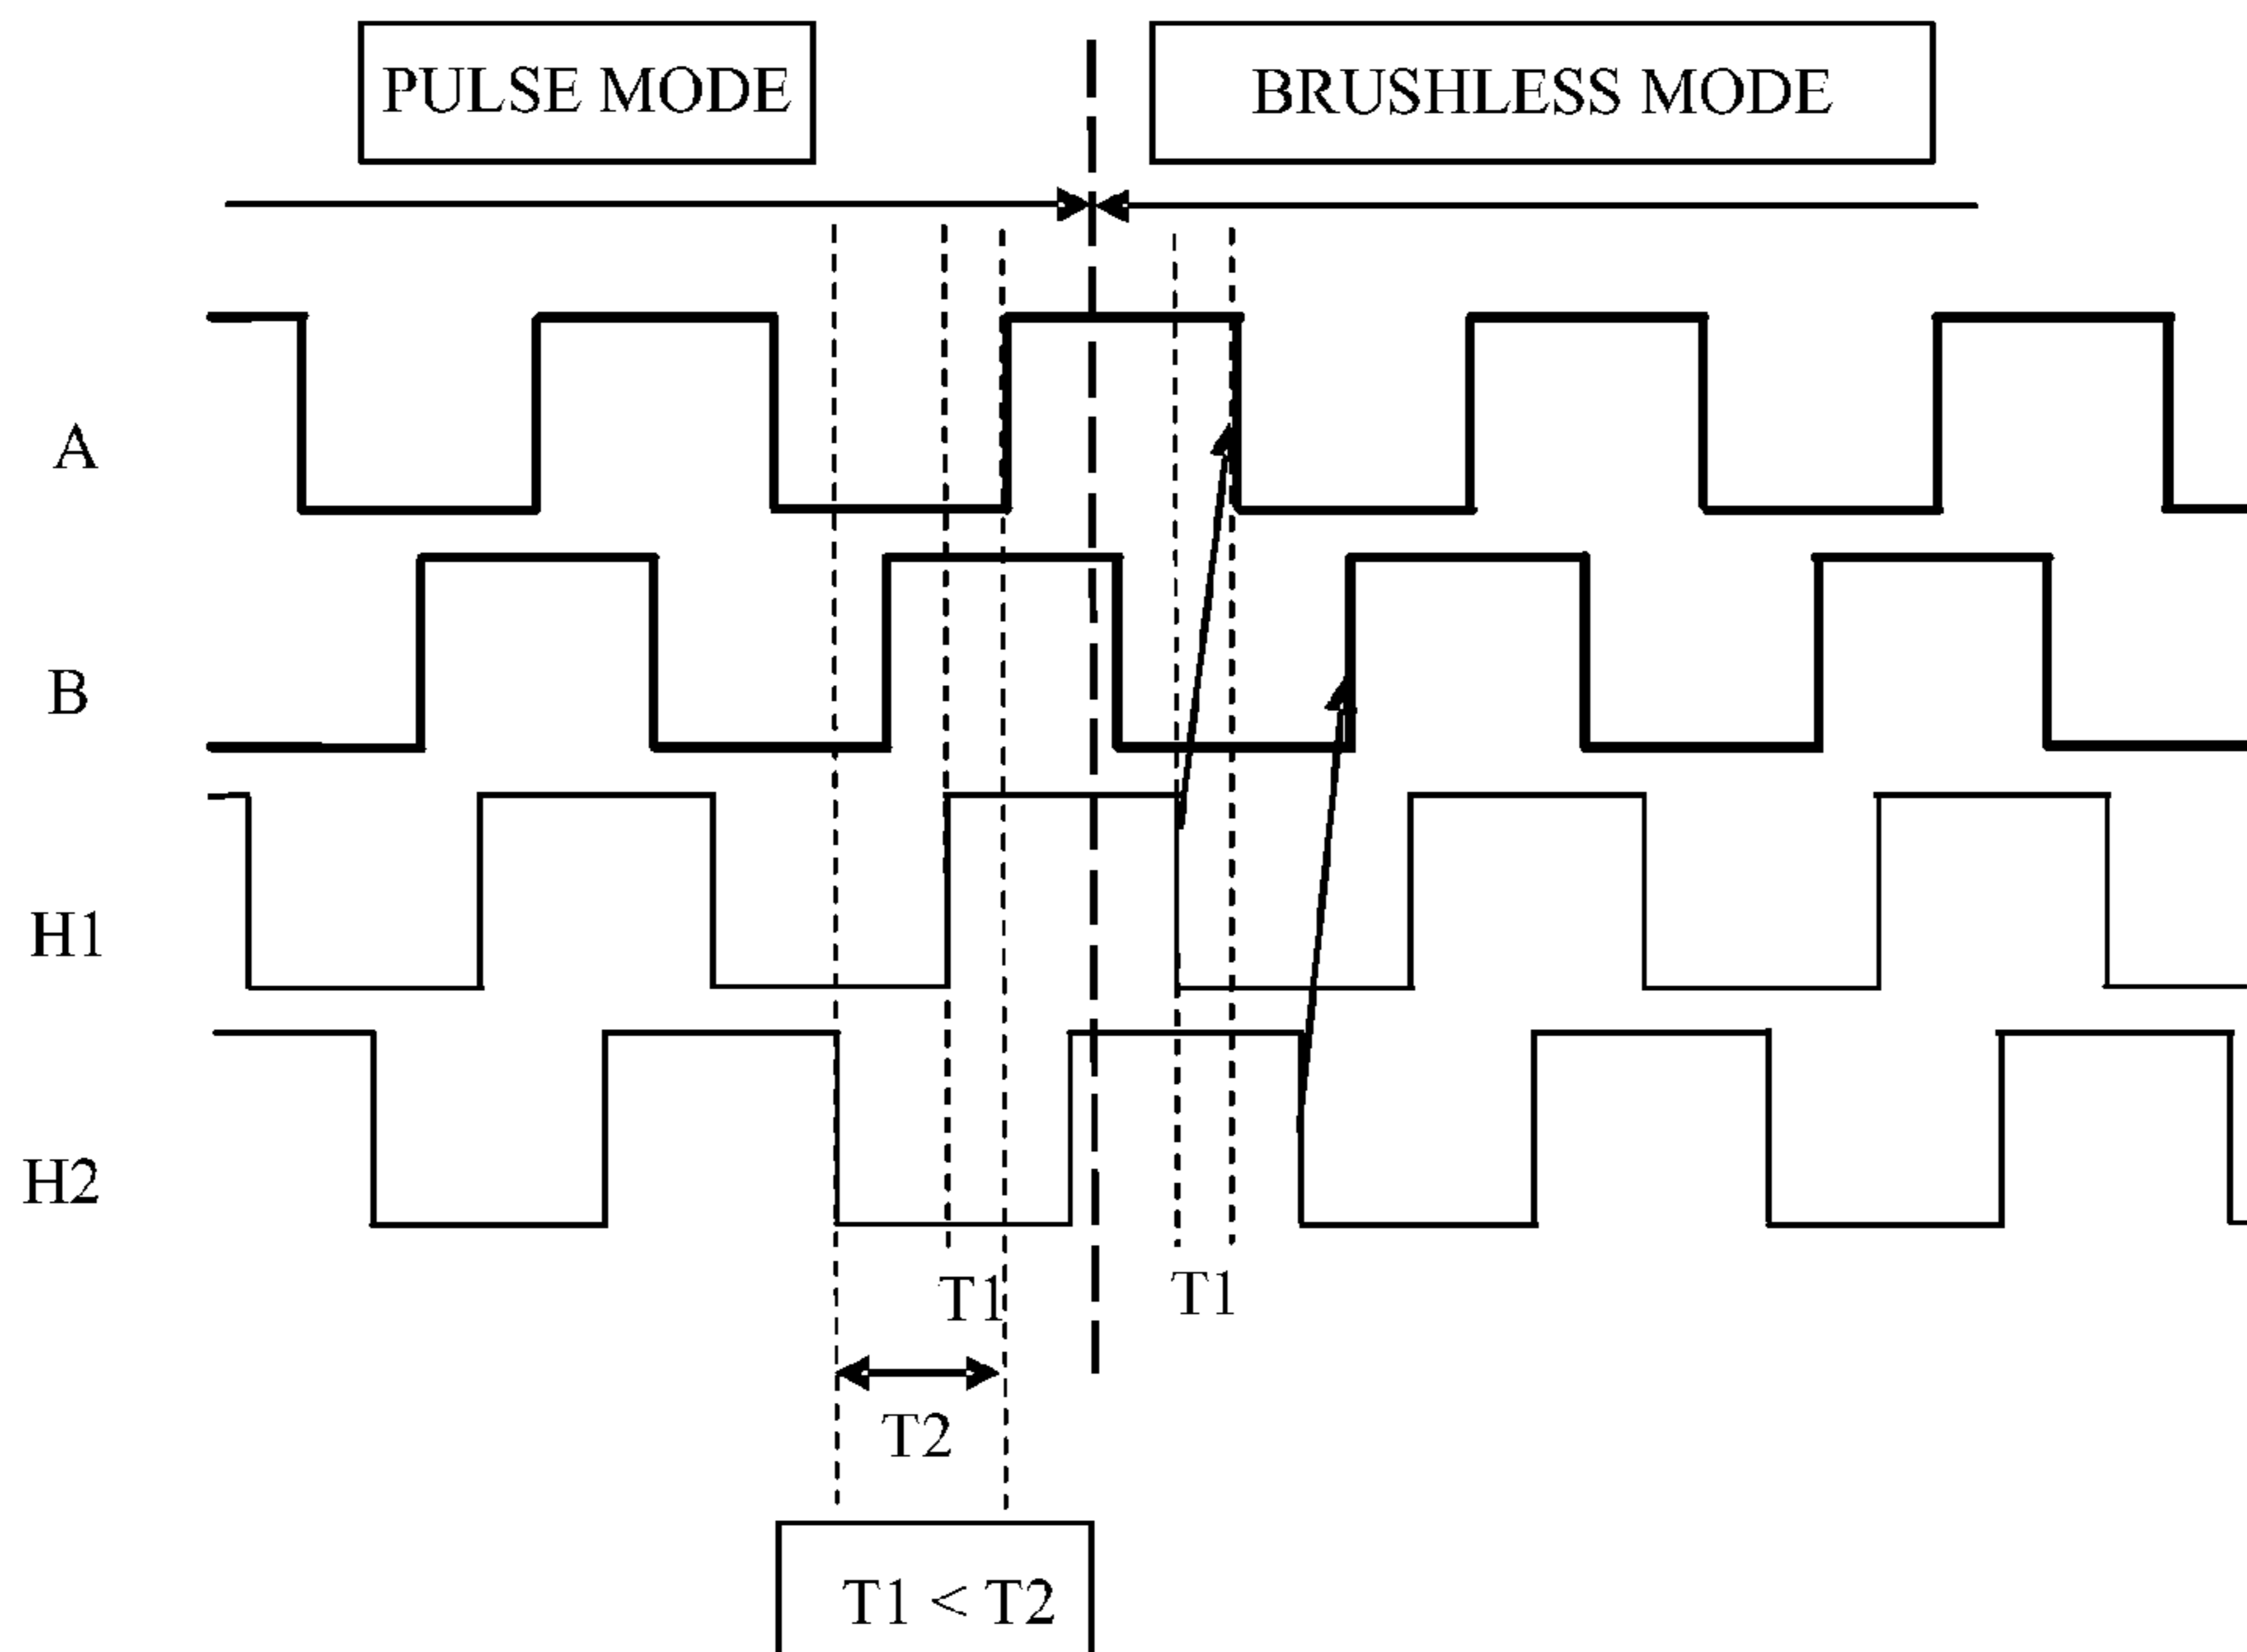 PULSE MODE
BRUSHLESS MODE
A
B
H1
H2
T1
T1
T2
T1 < T2